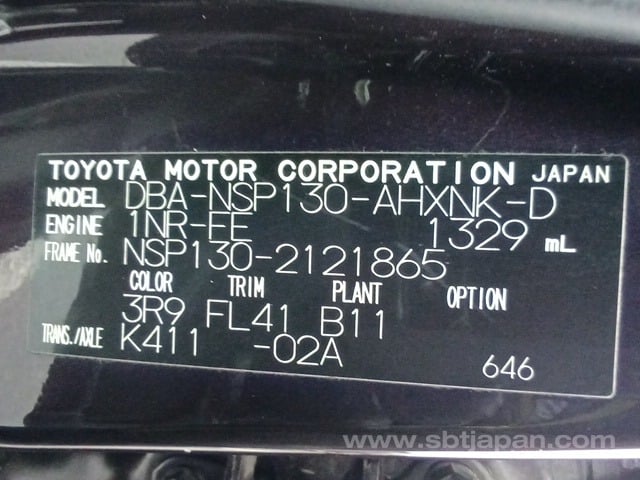 TOYOTA MOTOR CORPORATION JAPAN
MODEL DBA-NSP130-AHXNK-D
ENGINE 1NR-FE 1329 mL
FRAME No. NSP130-2121865
COLOR TRIM PLANT OPTION
3R9 FL41 B11
TRANS./AXLE K411 -02A 646
www.sbtjapan.com